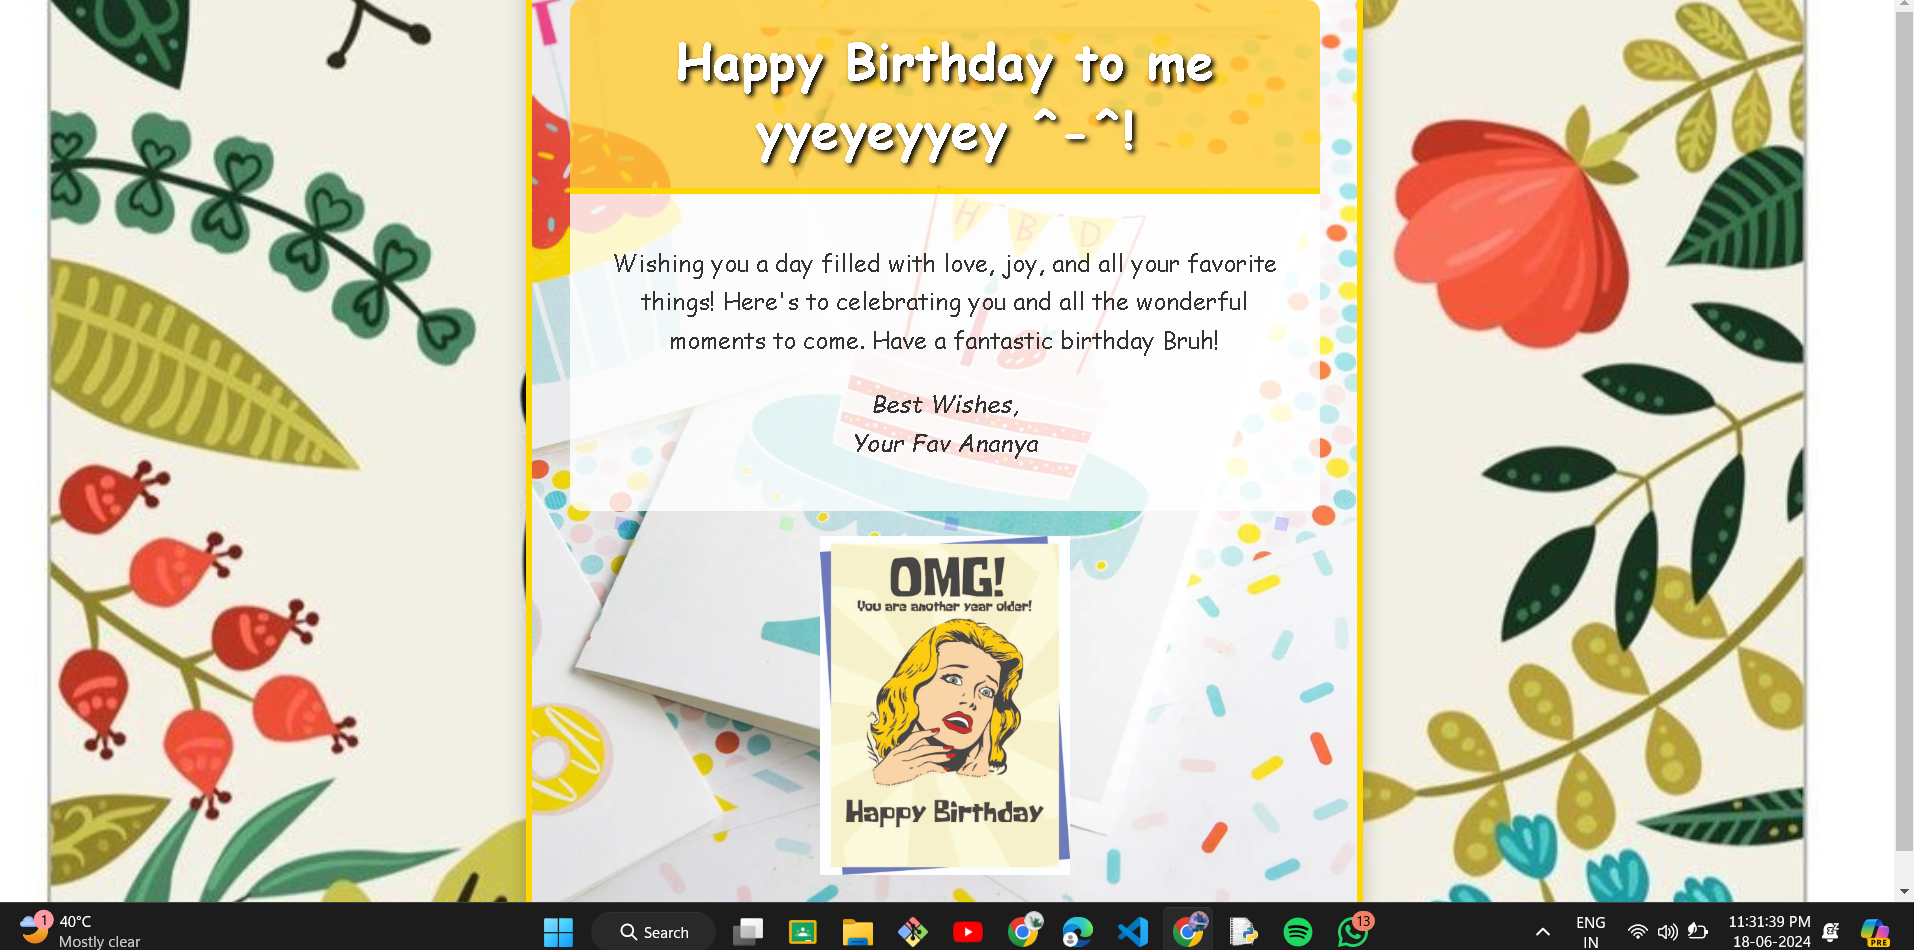 Happy Birthday to me
yyeyeyyey ^-^!
H B D
Wishing you a day filled with love, joy, and all your favorite
things! Here's to celebrating you and all the wonderful
moments to come. Have a fantastic birthday Bruh!
Best Wishes,
Your Fav Ananya
OMG!
You are another year older!
Happy Birthday
1
40°C
Mostly clear
Search
13
ENG
IN
11:31:39 PM
18-06-2024
PRE